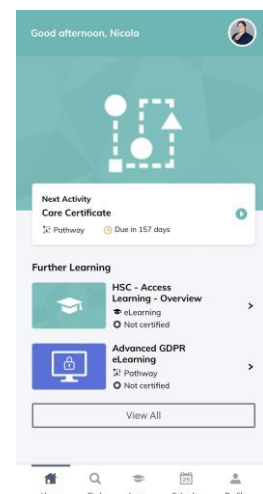 Good afternoon, Nicola
Next Activity
Care Certificate
Pathway
Due in 157 days
Further Learning
HSC - Access
Learning - Overview
eLearning
Not certified
Advanced GDPR
eLearning
Pathway
Not certified
View All